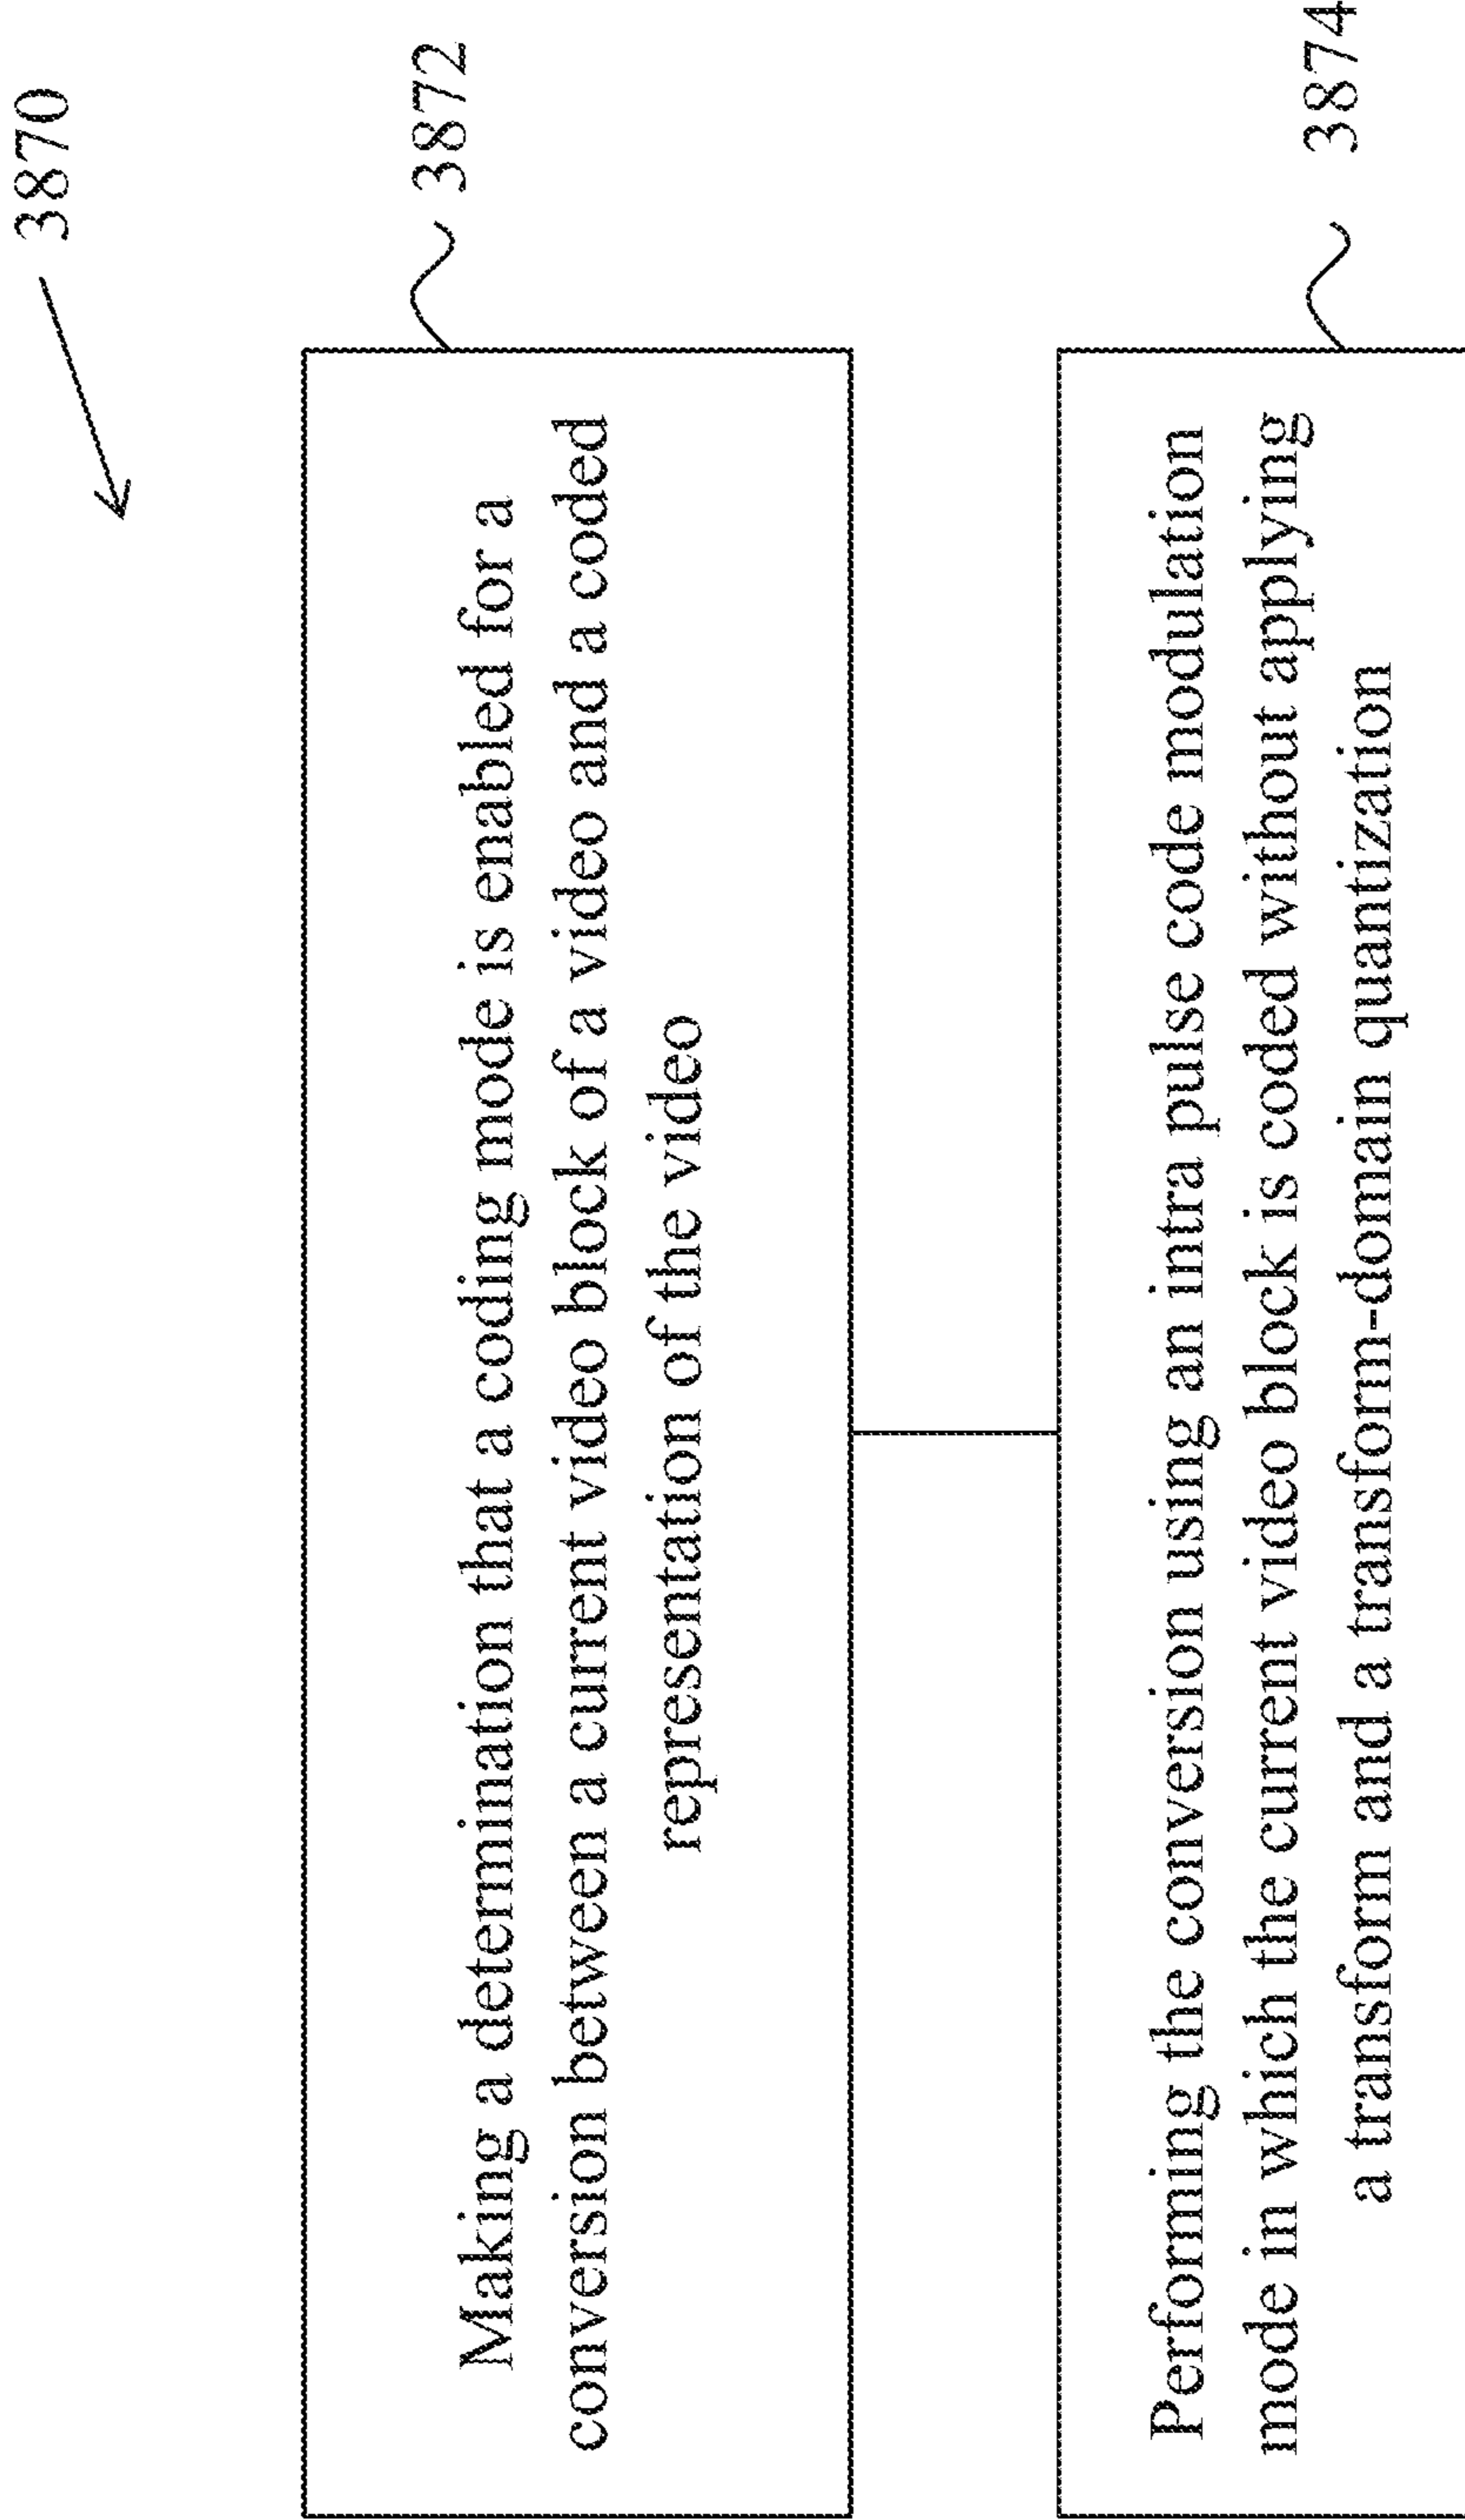 3870
3872
Making a determination that a coding mode is enabled for a
conversion between a current video block of a video and a coded
representation of the video
3874
Performing the conversion using an intra pulse code modulation
mode in which the current video block is coded without applying
a transform and a transform-domain quantization